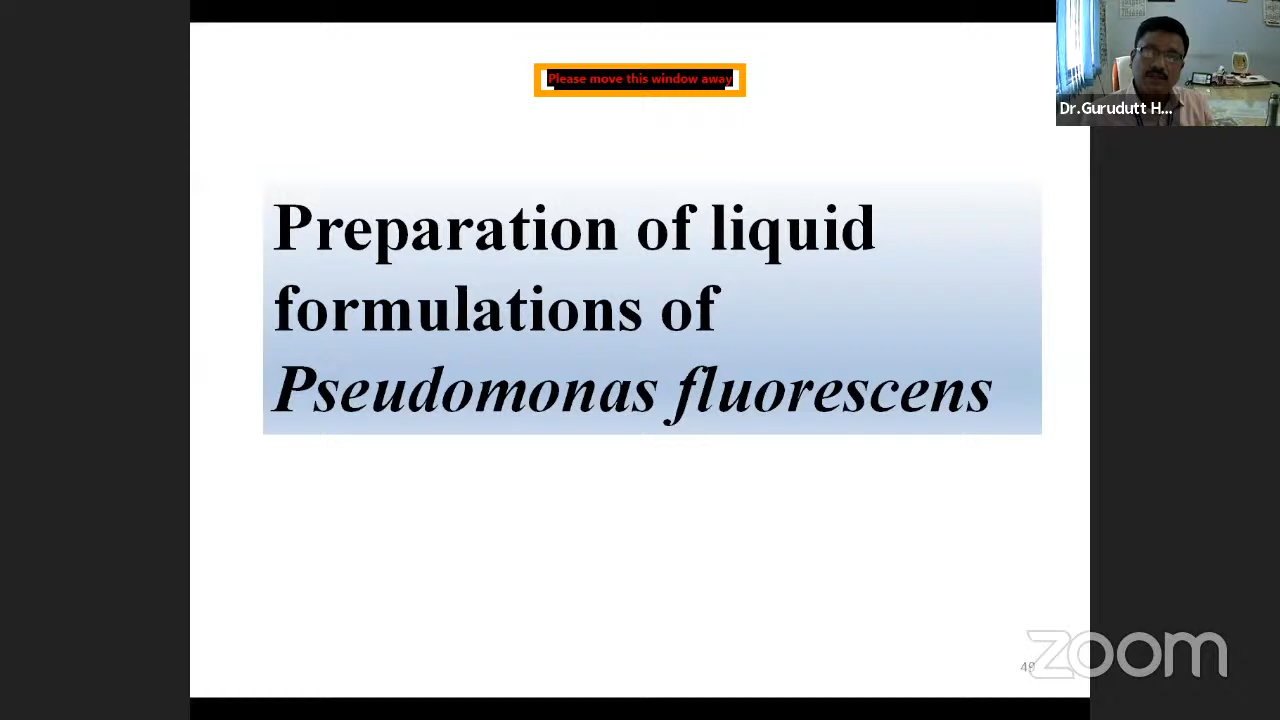 Please move this window away
Dr.Gurudutt H...
Preparation of liquid
formulations of
Pseudomonas fluorescens
zoom